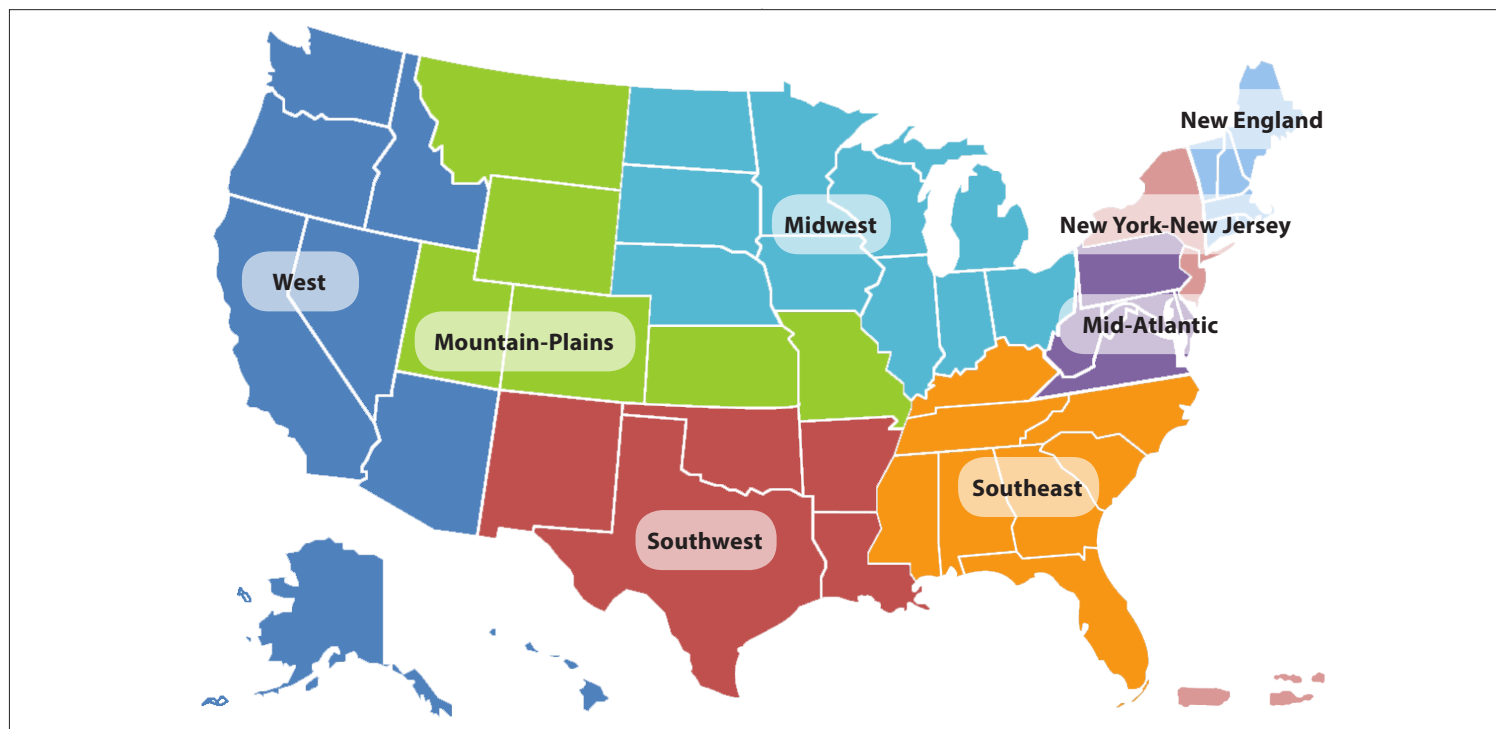 New England
New York-New Jersey
Midwest
West
Mid-Atlantic
Mountain-Plains
Southeast
Southwest